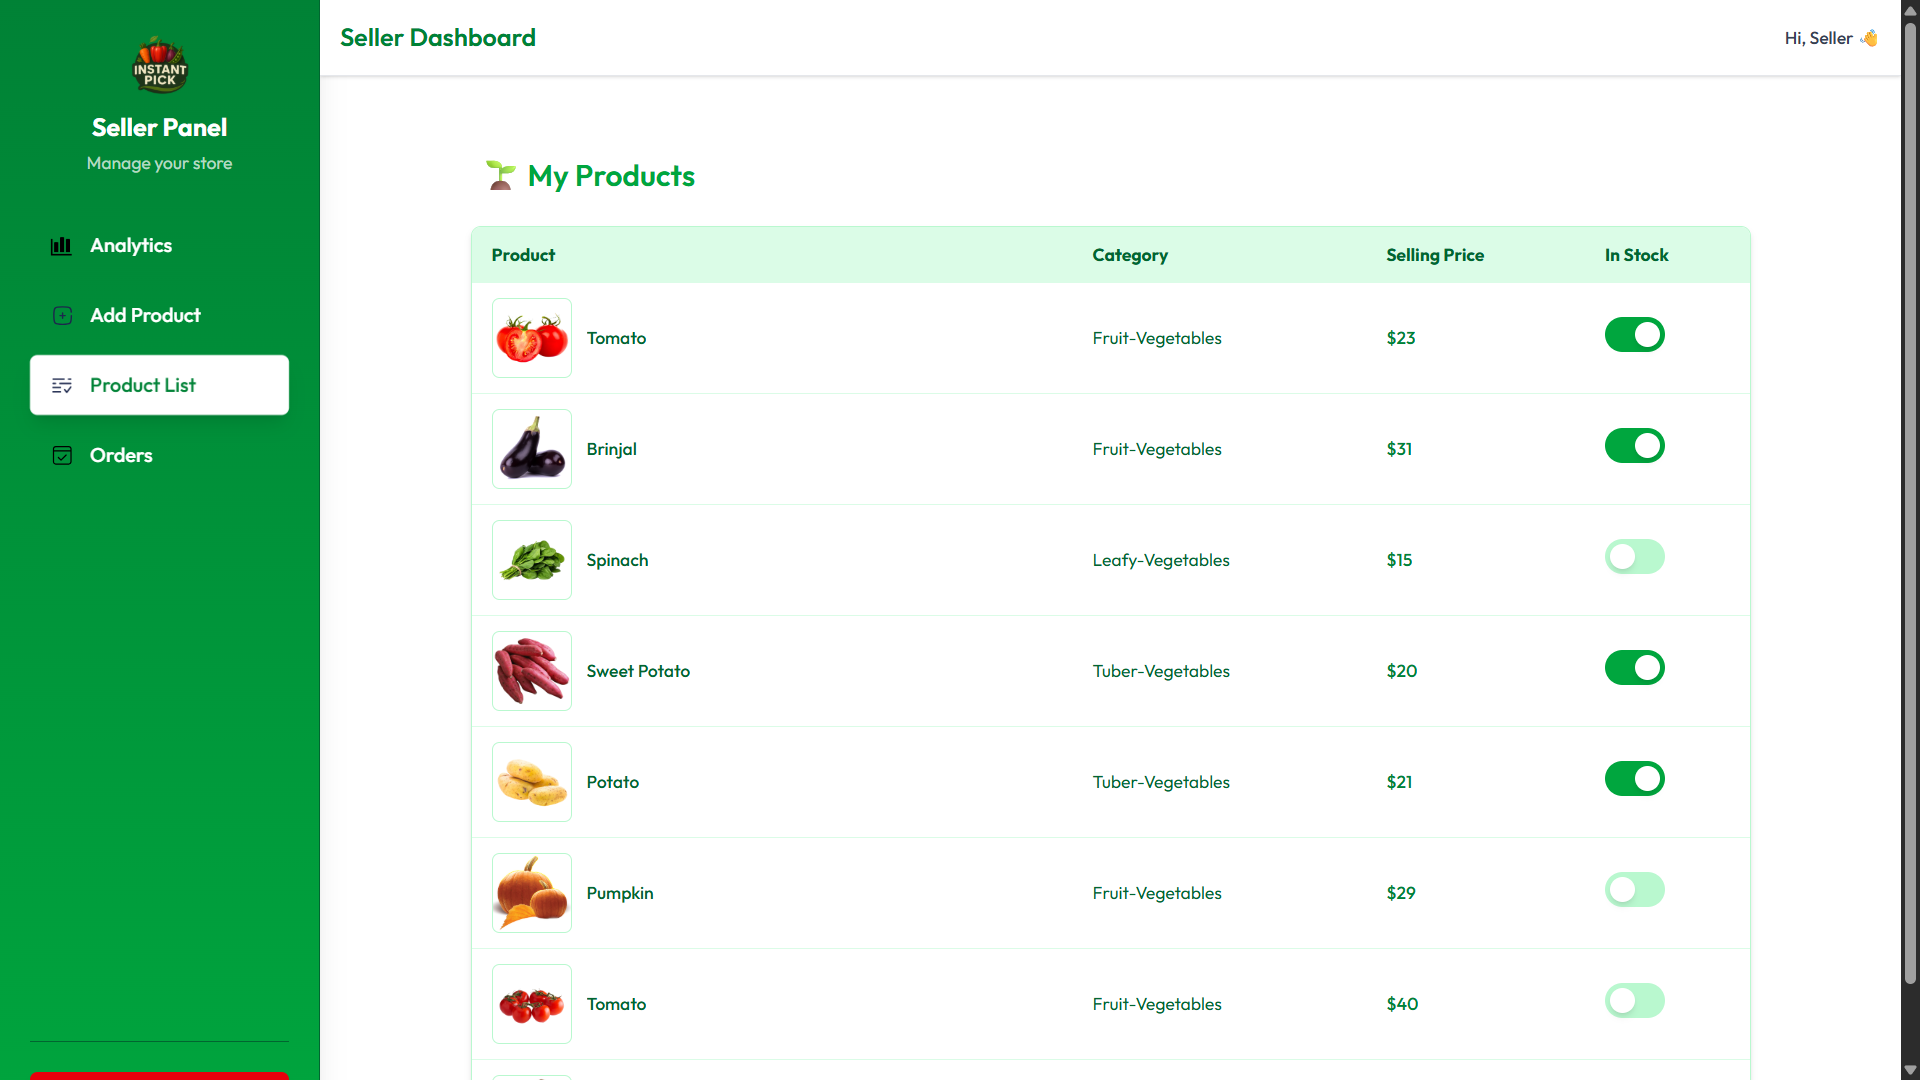 INSTANT
PICK
Seller Panel
Manage your store
Analytics
Add Product
Product List
Orders
Seller Dashboard
Hi, Seller 👋
🌱 My Products
Product Category Selling Price In Stock
Tomato Fruit-Vegetables $23
Brinjal Fruit-Vegetables $31
Spinach Leafy-Vegetables $15
Sweet Potato Tuber-Vegetables $20
Potato Tuber-Vegetables $21
Pumpkin Fruit-Vegetables $29
Tomato Fruit-Vegetables $40